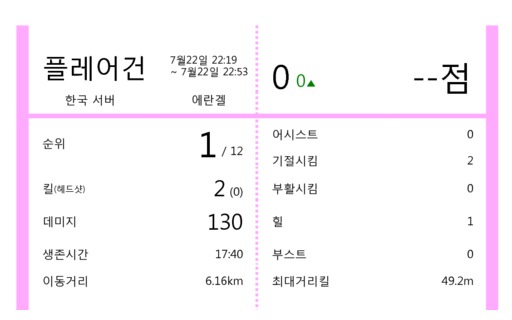 플레어건
7월22일 22:19
~ 7월22일 22:53
한국 서버
에란겔
0 0▲
--점
순위 1 / 12
킬(헤드샷) 2 (0)
데미지 130
생존시간 17:40
이동거리 6.16km
어시스트 0
기절시킴 2
부활시킴 0
힐 1
부스트 0
최대거리킬 49.2m